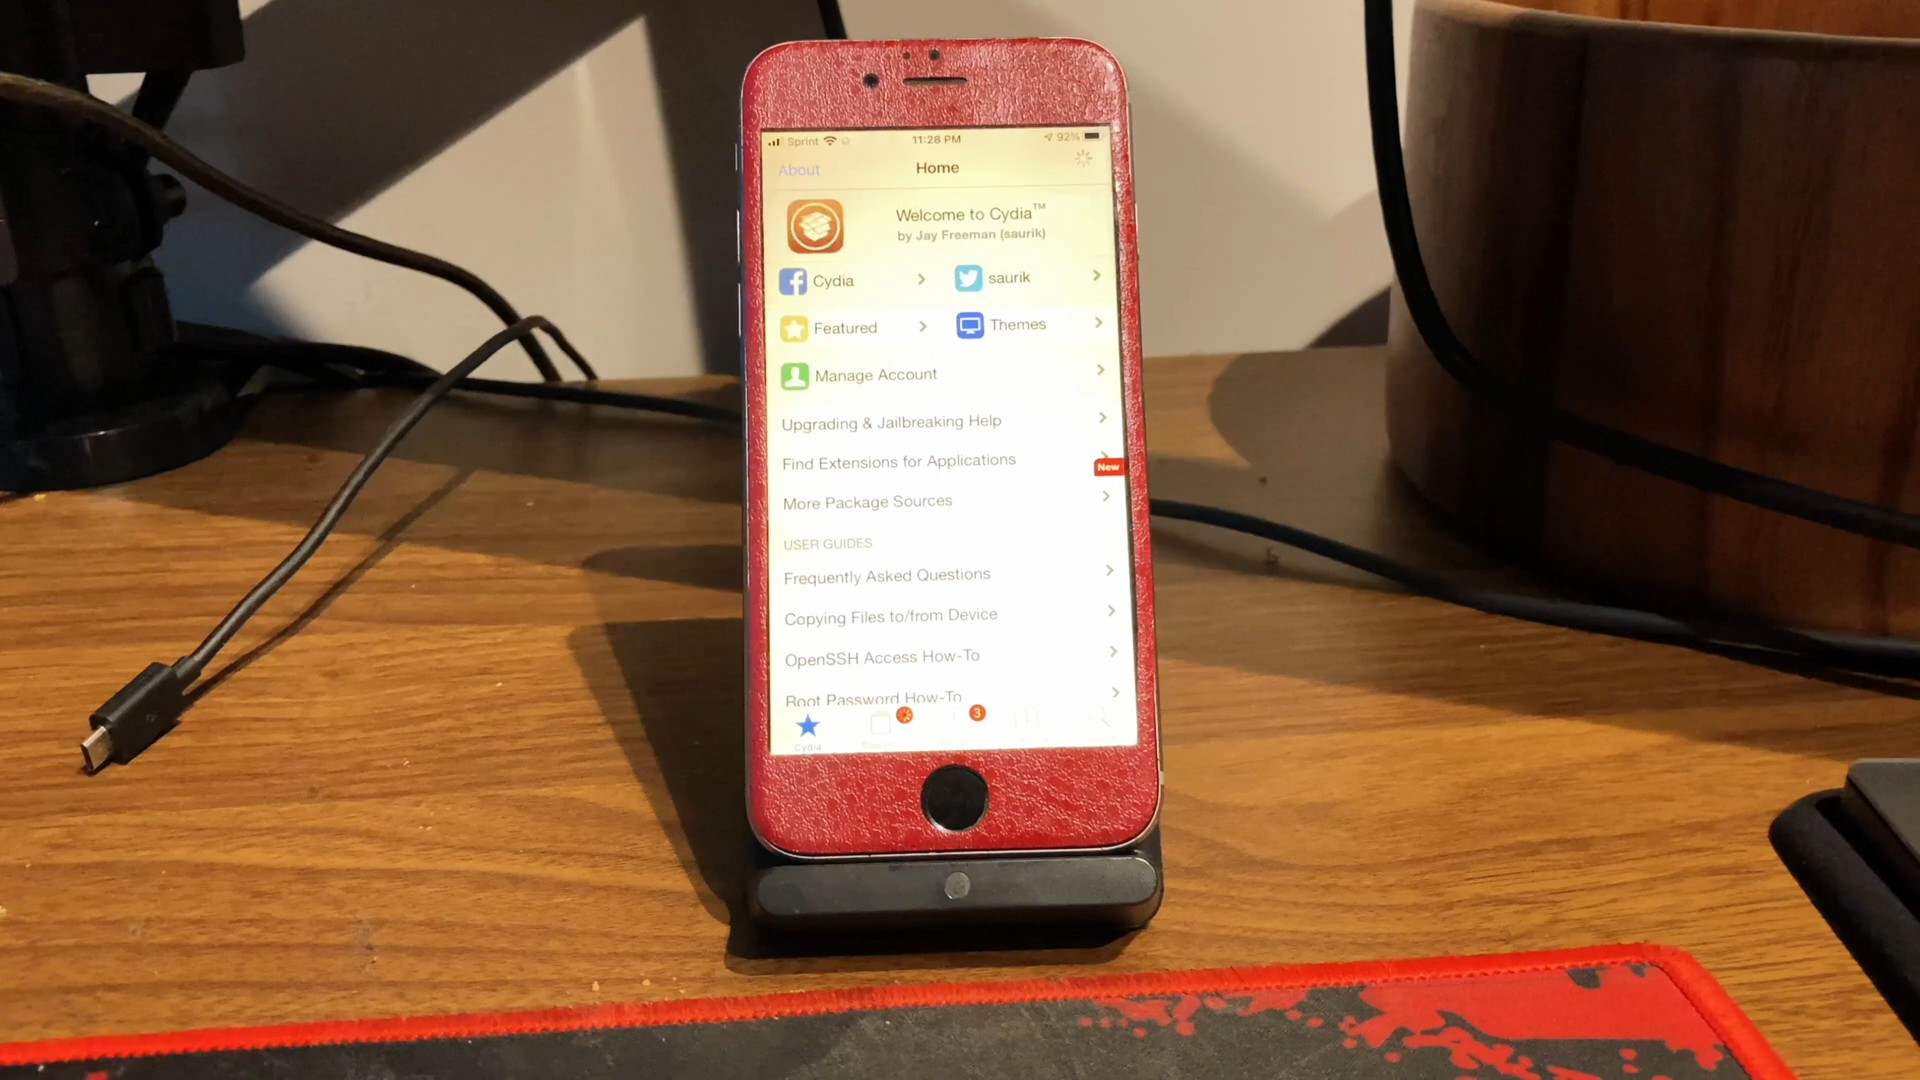 Sprint 11:28 PM 92%
About Home
Welcome to Cydia™
by Jay Freeman (saurik)
Cydia saurik
Featured Themes
Manage Account
Upgrading & Jailbreaking Help
Find Extensions for Applications
New
More Package Sources
USER GUIDES
Frequently Asked Questions
Copying Files to/from Device
OpenSSH Access How-To
Root Password How-To
3
Cydia